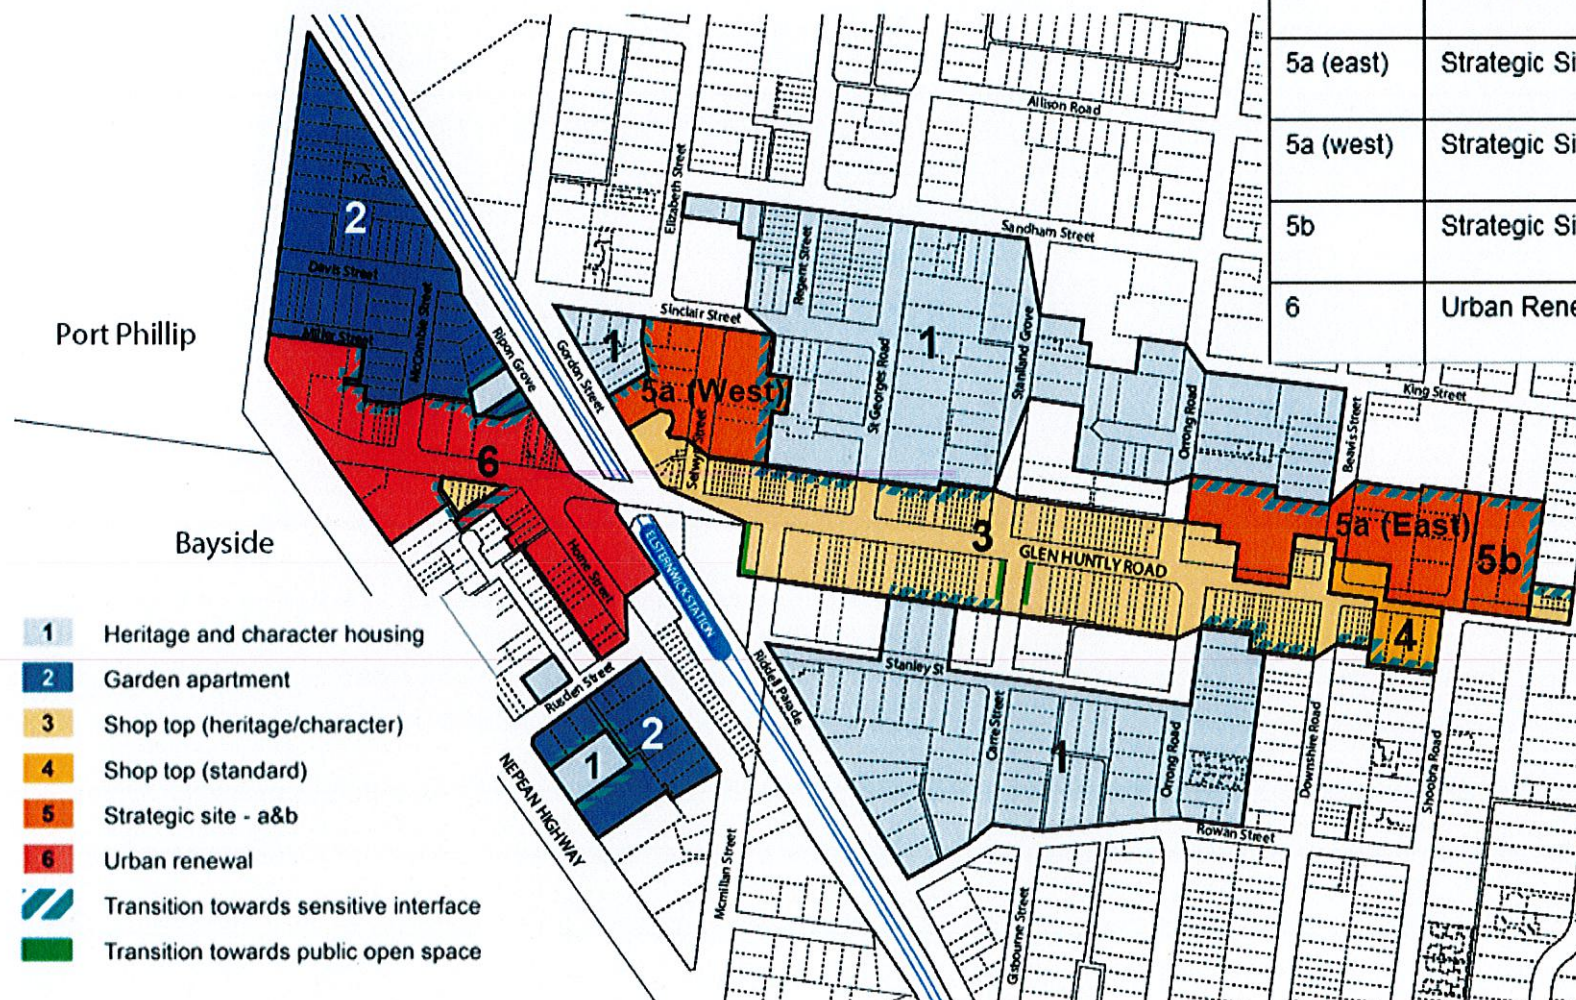 5a (east) Strategic Si
5a (west) Strategic Si
5b Strategic Si
6 Urban Rene
Allison Road
Elizabeth Street
Sandham Street
2
Regent Street
Davis Street
Sinclair Street
Port Phillip
Miller Street
Mccombie Street
Ripon Grove
Gordon Street
1
1
St Georges Road
Staniland Grove
5a (West)
Orrong Road
King Street
Beavis Street
Selwyn Street
6
Bayside
3
GLEN HUNTLY ROAD
5a (East)
5b
Horne Street
ELSTERNWICK STATION
4
Stanley St
Riddell Parade
Rusden Street
2
1
Orrong Road
1
Downshire Road
Shoobra Road
NEPEAN HIGHWAY
Rowan Street
Mcmillan Street
1 Heritage and character housing
2 Garden apartment
3 Shop top (heritage/character)
4 Shop top (standard)
5 Strategic site - a&b
6 Urban renewal
Transition towards sensitive interface
Transition towards public open space